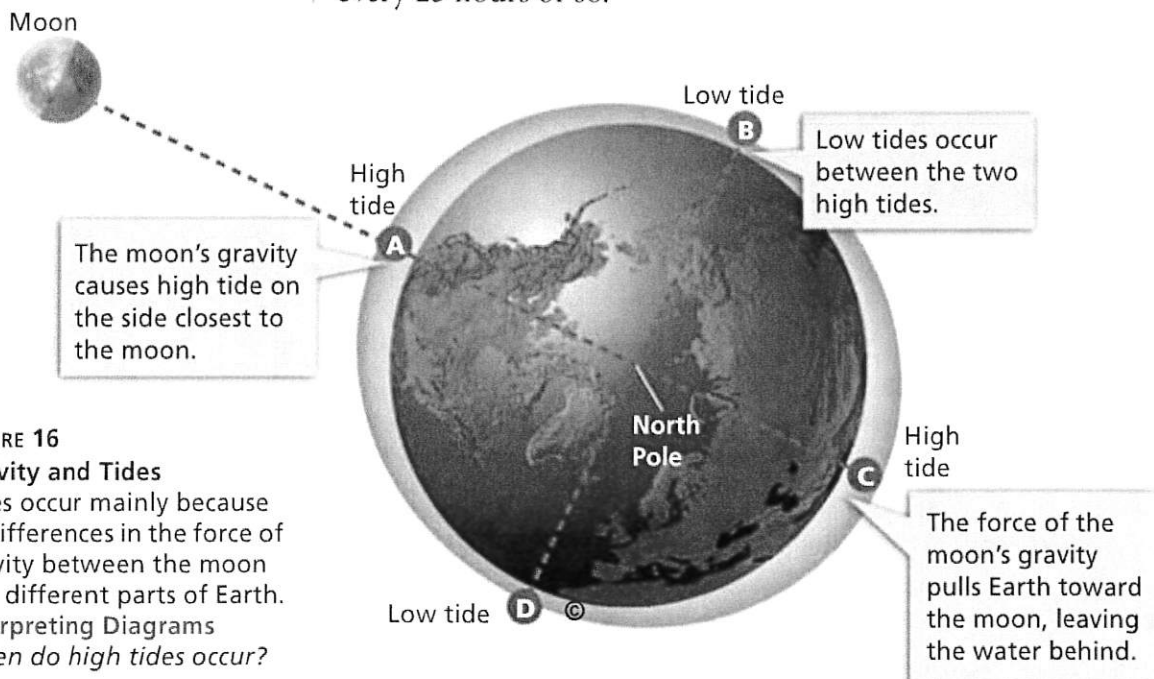 every 25 hours or so.
Moon
Low tide
B
Low tides occur
between the two
high tides.
High
tide
A
The moon's gravity
causes high tide on
the side closest to
the moon.
North
Pole
High
tide
C
The force of the
moon's gravity
pulls Earth toward
the moon, leaving
the water behind.
Low tide
D
©
RE 16
vity and Tides
es occur mainly because
ifferences in the force of
vity between the moon
different parts of Earth.
rpreting Diagrams
en do high tides occur?